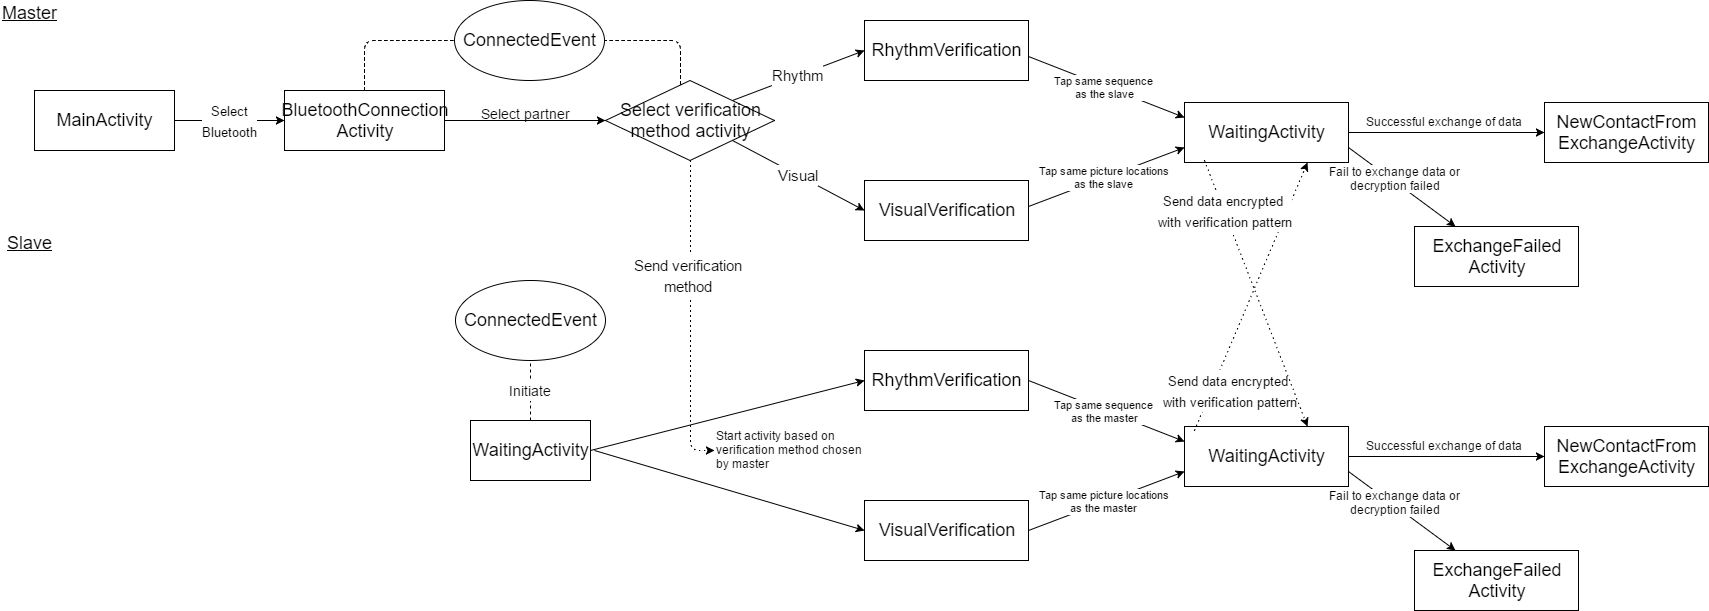 Master
ConnectedEvent
MainActivity
Select
Bluetooth
BluetoothConnection
Activity
Select partner
Select verification
method activity
Rhythm
Visual
RhythmVerification
VisualVerification
Tap same sequence
as the slave
Tap same picture locations
as the slave
WaitingActivity
Successful exchange of data
NewContactFrom
ExchangeActivity
Fail to exchange data or
decryption failed
ExchangeFailed
Activity
Send data encrypted
with verification pattern
Send verification
method
Slave
ConnectedEvent
Initiate
WaitingActivity
Start activity based on
verification method chosen
by master
RhythmVerification
VisualVerification
Tap same sequence
as the master
Tap same picture locations
as the master
Send data encrypted
with verification pattern
WaitingActivity
Successful exchange of data
NewContactFrom
ExchangeActivity
Fail to exchange data or
decryption failed
ExchangeFailed
Activity